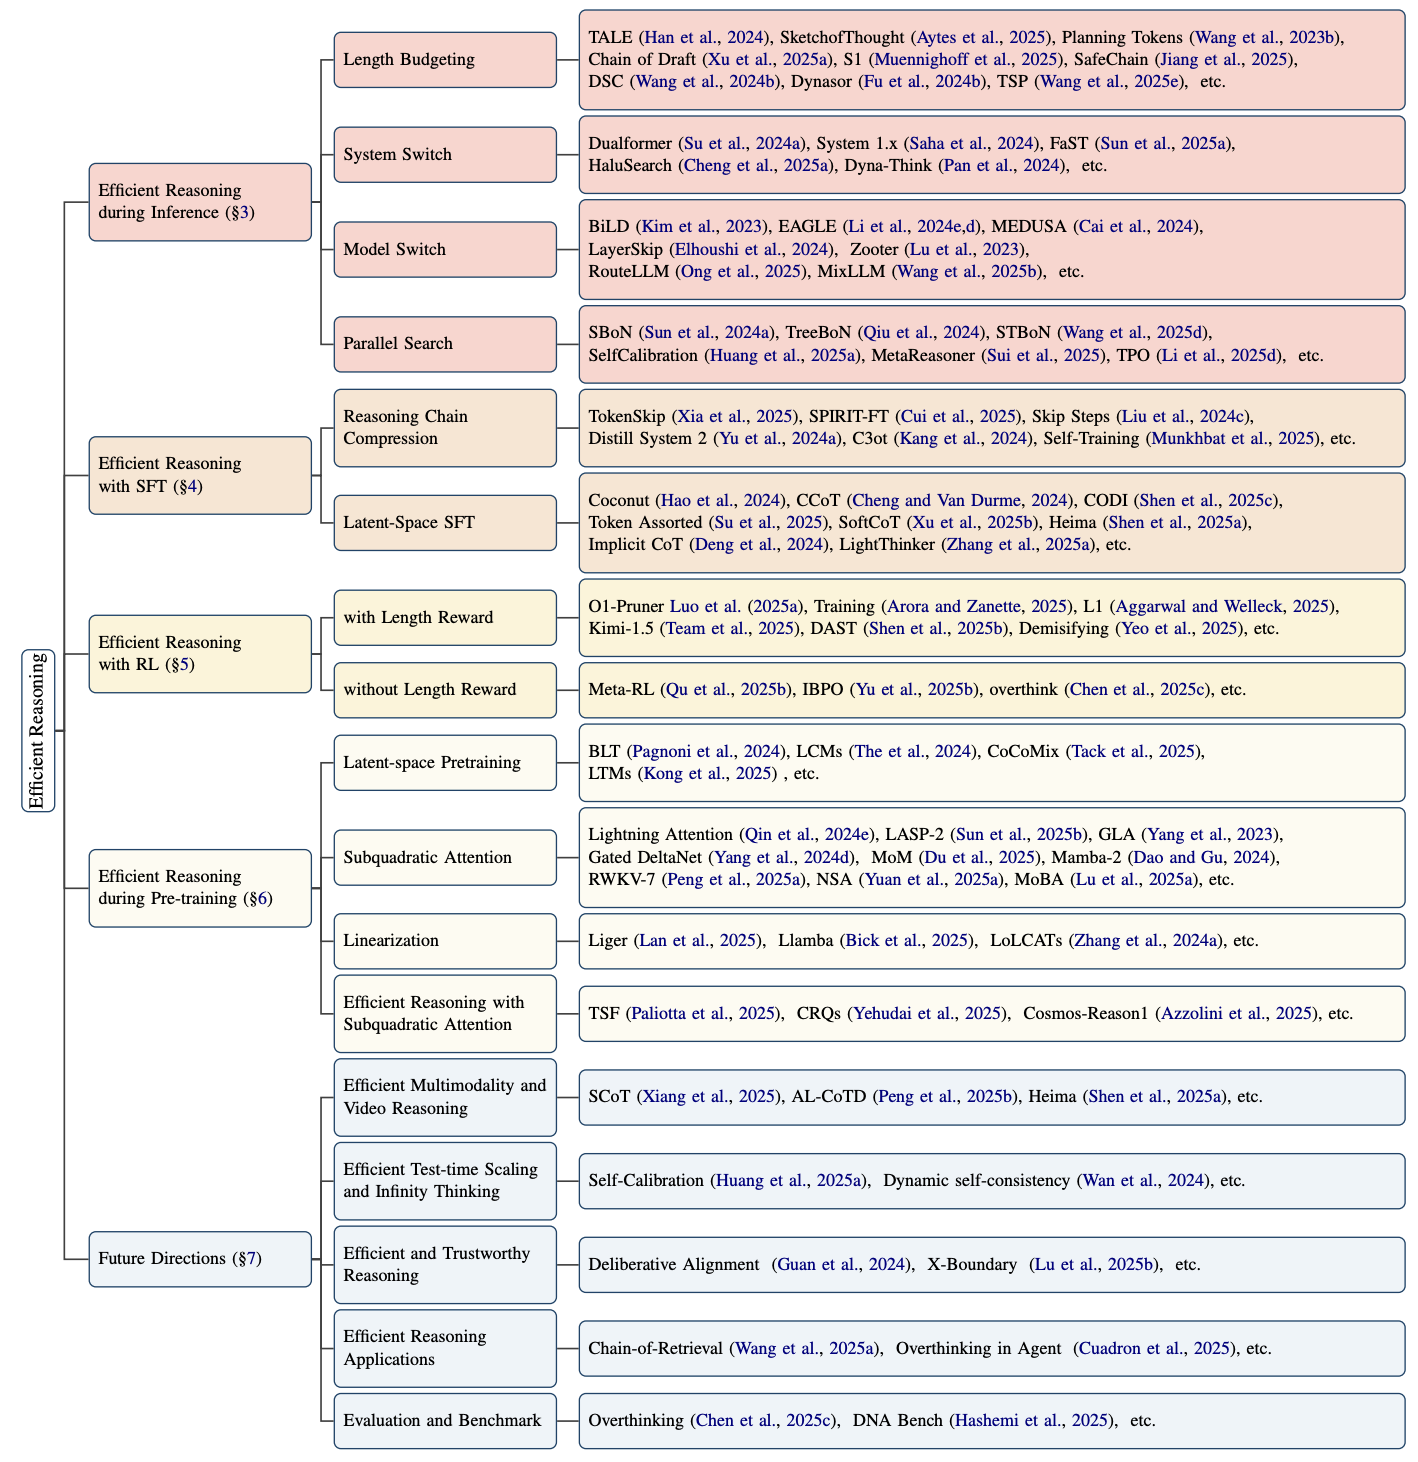 Efficient Reasoning
Efficient Reasoning
during Inference (§3)
Length Budgeting
TALE (Han et al., 2024), SketchofThought (Aytes et al., 2025), Planning Tokens (Wang et al., 2023b),
Chain of Draft (Xu et al., 2025a), S1 (Muennighoff et al., 2025), SafeChain (Jiang et al., 2025),
DSC (Wang et al., 2024b), Dynasor (Fu et al., 2024b), TSP (Wang et al., 2025e), etc.
System Switch
Dualformer (Su et al., 2024a), System 1.x (Saha et al., 2024), FaST (Sun et al., 2025a),
HaluSearch (Cheng et al., 2025a), Dyna-Think (Pan et al., 2024), etc.
Model Switch
BiLD (Kim et al., 2023), EAGLE (Li et al., 2024e,d), MEDUSA (Cai et al., 2024),
LayerSkip (Elhoushi et al., 2024), Zooter (Lu et al., 2023),
RouteLLM (Ong et al., 2025), MixLLM (Wang et al., 2025b), etc.
Parallel Search
SBoN (Sun et al., 2024a), TreeBoN (Qiu et al., 2024), STBoN (Wang et al., 2025d),
SelfCalibration (Huang et al., 2025a), MetaReasoner (Sui et al., 2025), TPO (Li et al., 2025d), etc.
Efficient Reasoning
with SFT (§4)
Reasoning Chain
Compression
TokenSkip (Xia et al., 2025), SPIRIT-FT (Cui et al., 2025), Skip Steps (Liu et al., 2024c),
Distill System 2 (Yu et al., 2024a), C3ot (Kang et al., 2024), Self-Training (Munkhbat et al., 2025), etc.
Latent-Space SFT
Coconut (Hao et al., 2024), CCoT (Cheng and Van Durme, 2024), CODI (Shen et al., 2025c),
Token Assorted (Su et al., 2025), SoftCoT (Xu et al., 2025b), Heima (Shen et al., 2025a),
Implicit CoT (Deng et al., 2024), LightThinker (Zhang et al., 2025a), etc.
Efficient Reasoning
with RL (§5)
with Length Reward
O1-Pruner Luo et al. (2025a), Training (Arora and Zanette, 2025), L1 (Aggarwal and Welleck, 2025),
Kimi-1.5 (Team et al., 2025), DAST (Shen et al., 2025b), Demisifying (Yeo et al., 2025), etc.
without Length Reward
Meta-RL (Qu et al., 2025b), IBPO (Yu et al., 2025b), overthink (Chen et al., 2025c), etc.
Efficient Reasoning
during Pre-training (§6)
Latent-space Pretraining
BLT (Pagnoni et al., 2024), LCMs (The et al., 2024), CoCoMix (Tack et al., 2025),
LTMs (Kong et al., 2025) , etc.
Subquadratic Attention
Lightning Attention (Qin et al., 2024e), LASP-2 (Sun et al., 2025b), GLA (Yang et al., 2023),
Gated DeltaNet (Yang et al., 2024d), MoM (Du et al., 2025), Mamba-2 (Dao and Gu, 2024),
RWKV-7 (Peng et al., 2025a), NSA (Yuan et al., 2025a), MoBA (Lu et al., 2025a), etc.
Linearization
Liger (Lan et al., 2025), Llamba (Bick et al., 2025), LoLCATs (Zhang et al., 2024a), etc.
Efficient Reasoning with
Subquadratic Attention
TSF (Paliotta et al., 2025), CRQs (Yehudai et al., 2025), Cosmos-Reason1 (Azzolini et al., 2025), etc.
Future Directions (§7)
Efficient Multimodality and
Video Reasoning
SCoT (Xiang et al., 2025), AL-CoTD (Peng et al., 2025b), Heima (Shen et al., 2025a), etc.
Efficient Test-time Scaling
and Infinity Thinking
Self-Calibration (Huang et al., 2025a), Dynamic self-consistency (Wan et al., 2024), etc.
Efficient and Trustworthy
Reasoning
Deliberative Alignment (Guan et al., 2024), X-Boundary (Lu et al., 2025b), etc.
Efficient Reasoning
Applications
Chain-of-Retrieval (Wang et al., 2025a), Overthinking in Agent (Cuadron et al., 2025), etc.
Evaluation and Benchmark
Overthinking (Chen et al., 2025c), DNA Bench (Hashemi et al., 2025), etc.